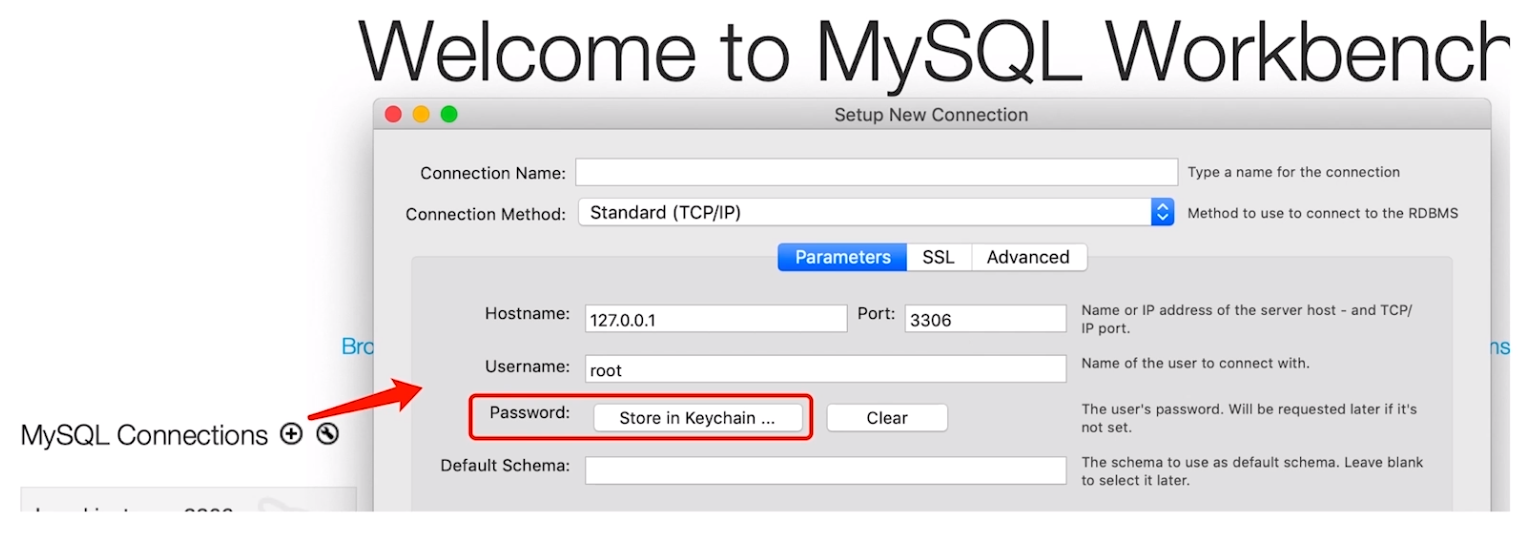 Welcome to MySQL Workbench
Setup New Connection
Connection Name:
Type a name for the connection
Connection Method: Standard (TCP/IP)
Method to use to connect to the RDBMS
Parameters SSL Advanced
Hostname: 127.0.0.1 Port: 3306
Name or IP address of the server host - and TCP/
IP port.
Username: root
Name of the user to connect with.
Password: Store in Keychain ... Clear
The user's password. Will be requested later if it's
not set.
Default Schema:
The schema to use as default schema. Leave blank
to select it later.
MySQL Connections